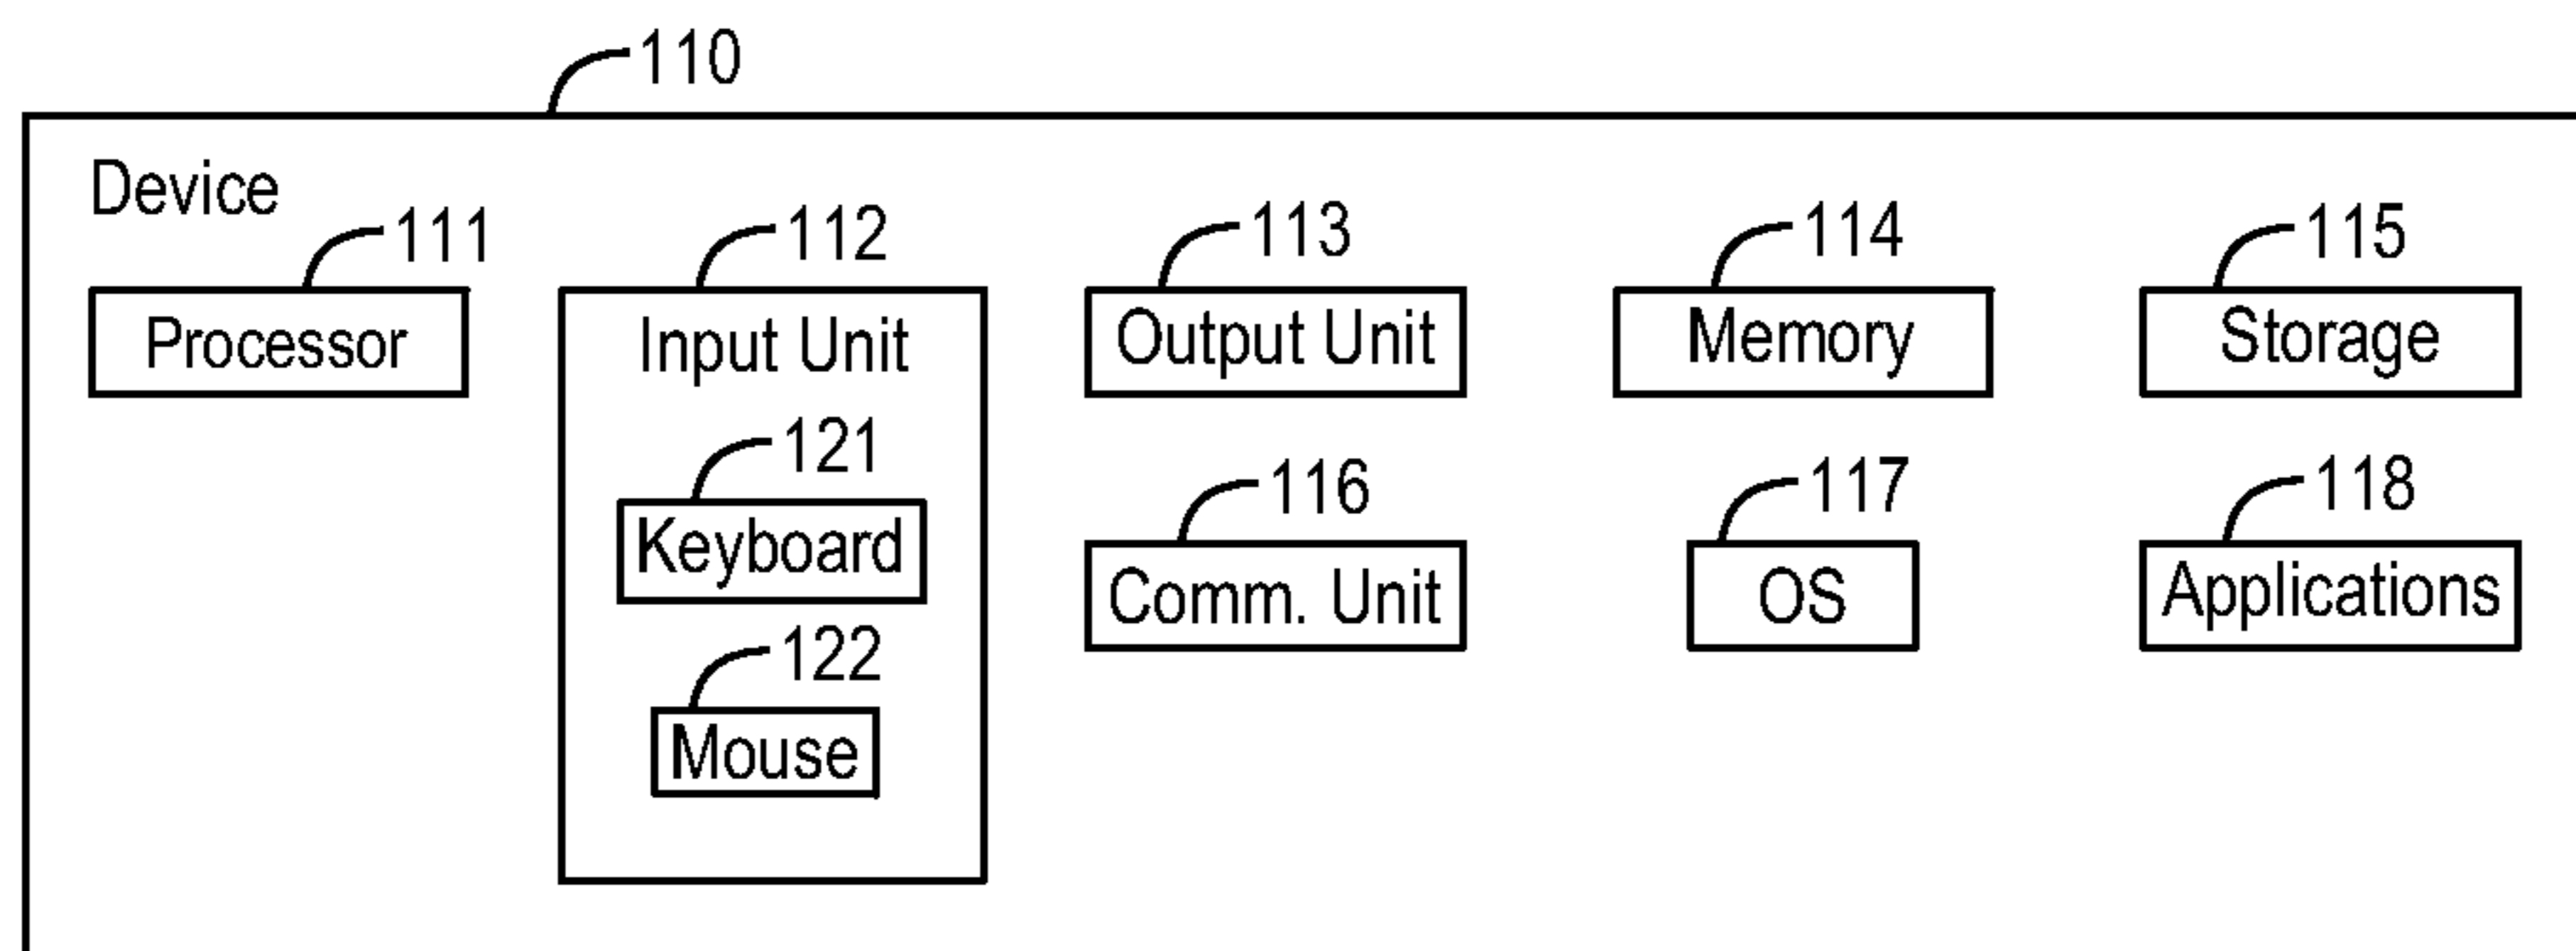 110
Device
111
112
113
114
115
Processor
Input Unit
Output Unit
Memory
Storage
121
116
117
118
Keyboard
Comm. Unit
OS
Applications
122
Mouse